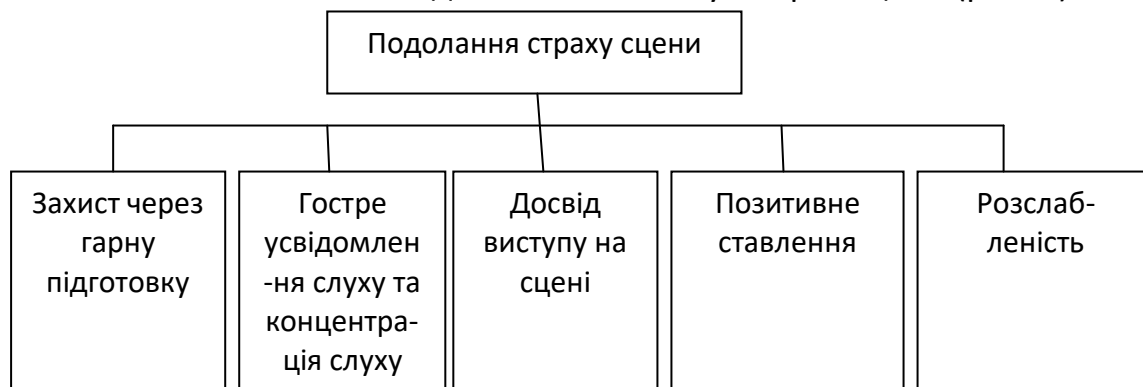 Подолання страху сцени
Захист через
гарну
підготовку
Гостре
усвідомлен
-ня слуху та
концентра-
ція слуху
Досвід
виступу на
сцені
Позитивне
ставлення
Розслаб-
леність